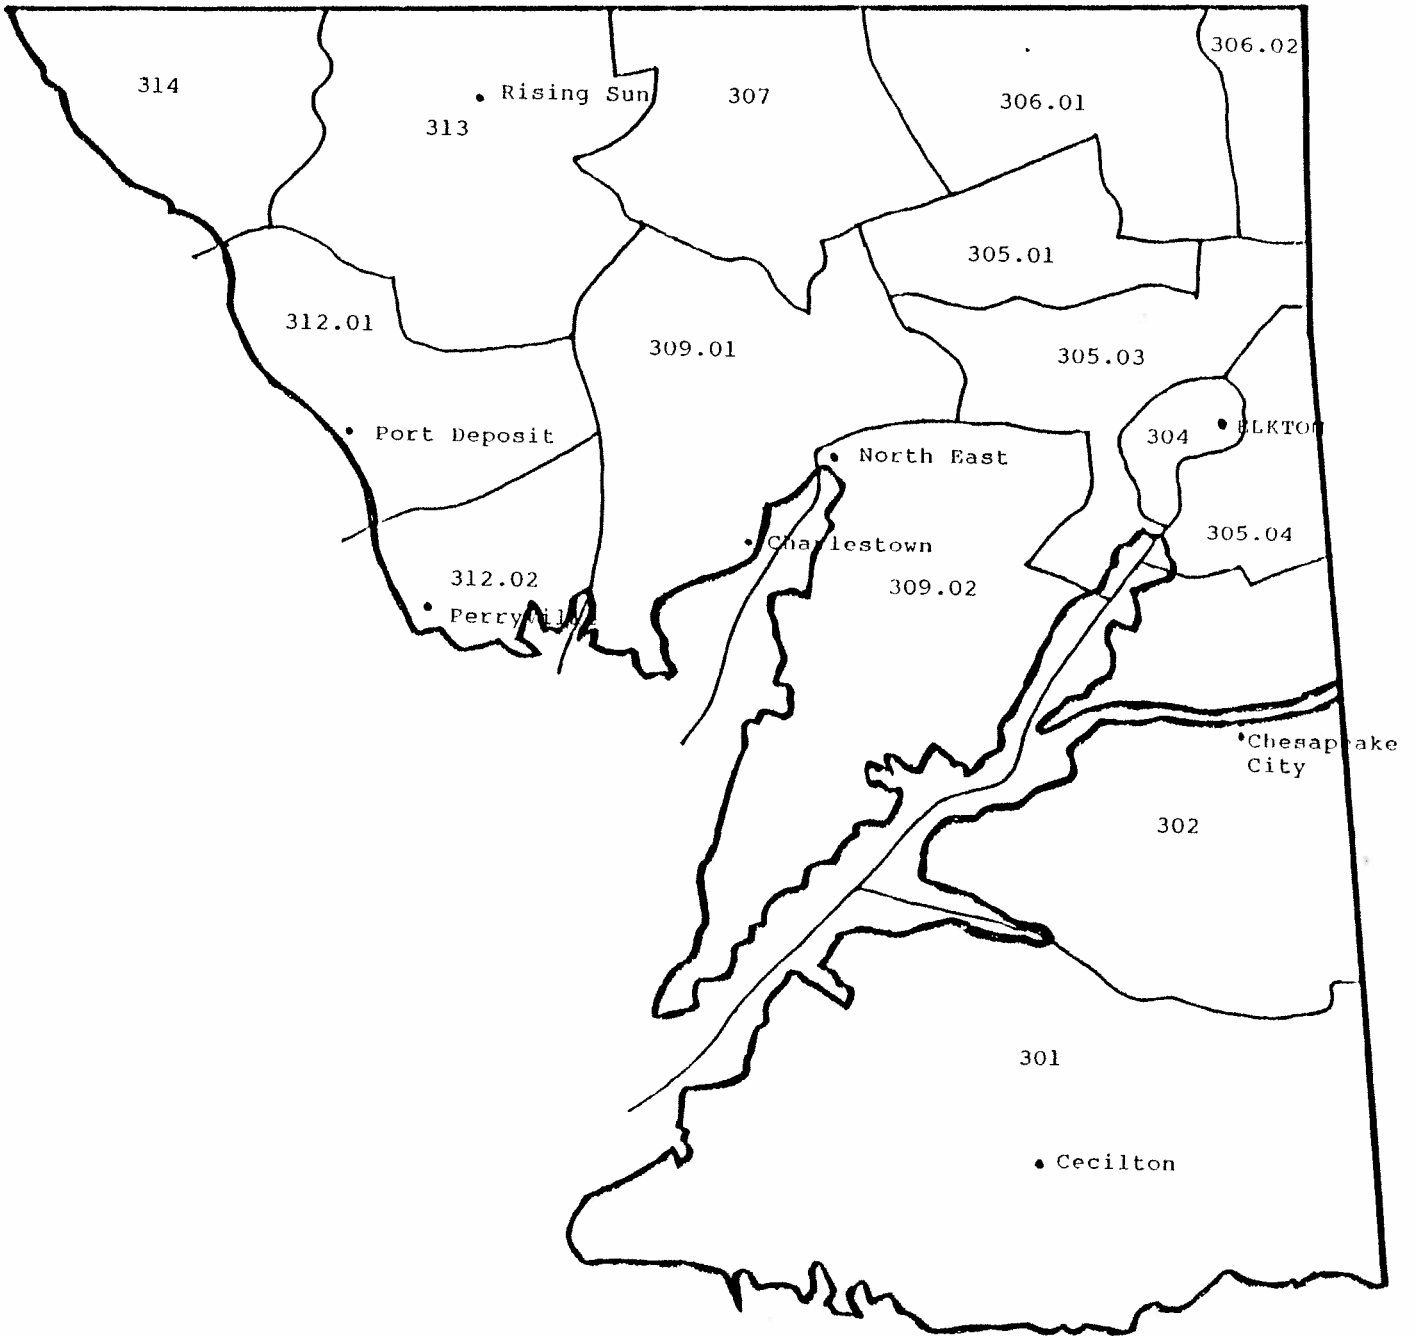 306.02
314
Rising Sun
307
306.01
313
305.01
312.01
309.01
305.03
Port Deposit
304
ELKTON
North East
305.04
Charlestown
312.02
309.02
Perryville
Chesapeake
City
302
301
Cecilton